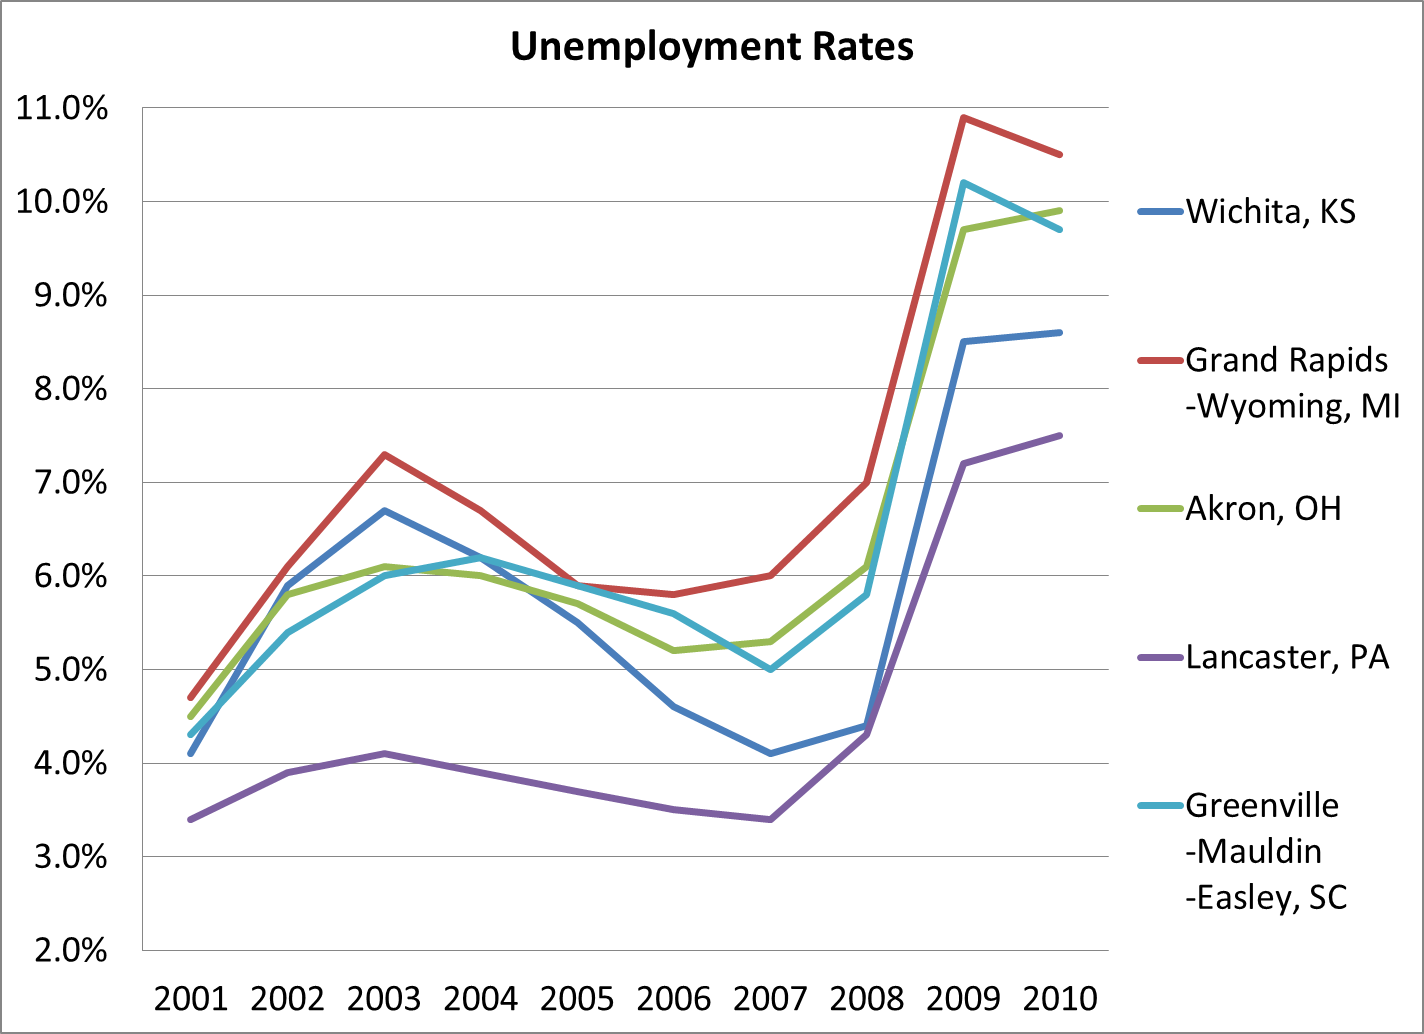 Unemployment Rates
11.0%
10.0%
9.0%
8.0%
7.0%
6.0%
5.0%
4.0%
3.0%
2.0%
2001 2002 2003 2004 2005 2006 2007 2008 2009 2010
Wichita, KS
Grand Rapids
-Wyoming, MI
Akron, OH
Lancaster, PA
Greenville
-Mauldin
-Easley, SC